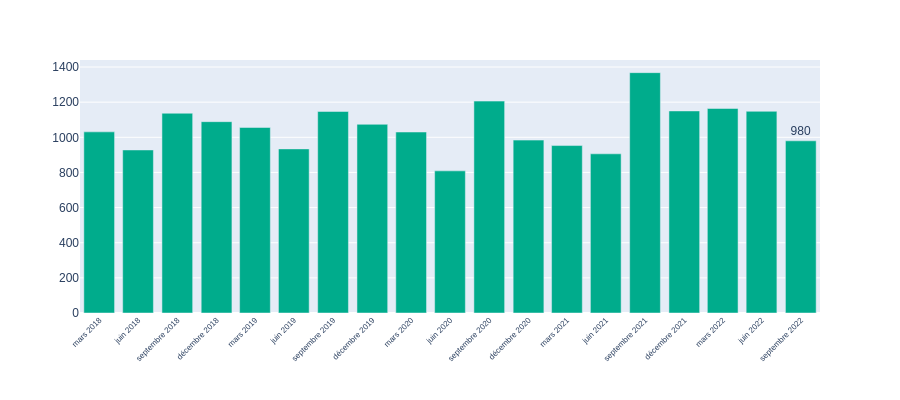 1400
1200
1000
800
600
400
200
0
980
mars 2018
juin 2018
septembre 2018
décembre 2018
mars 2019
juin 2019
septembre 2019
décembre 2019
mars 2020
juin 2020
septembre 2020
décembre 2020
mars 2021
juin 2021
septembre 2021
décembre 2021
mars 2022
juin 2022
septembre 2022